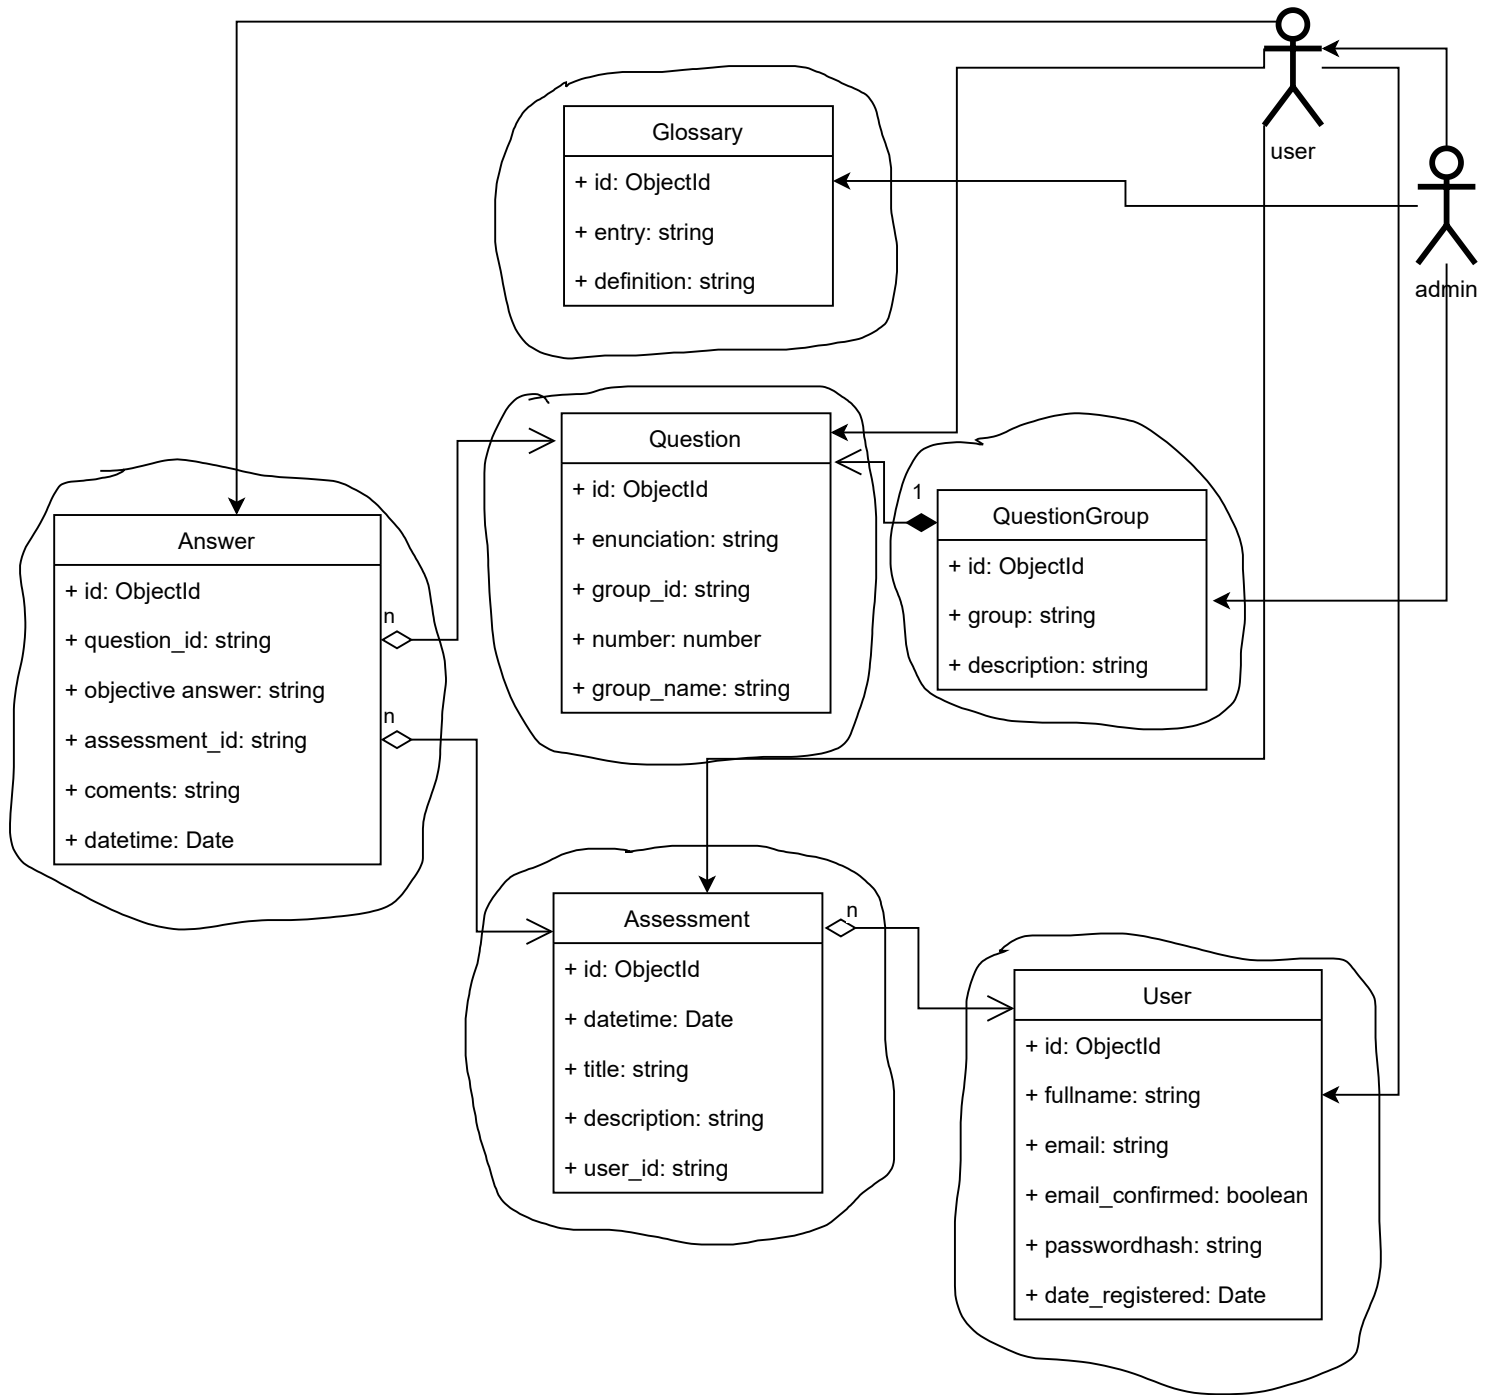 user
admin
Glossary
+ id: ObjectId
+ entry: string
+ definition: string
Question
+ id: ObjectId
+ enunciation: string
+ group_id: string
+ number: number
+ group_name: string
1
QuestionGroup
+ id: ObjectId
+ group: string
+ description: string
Answer
+ id: ObjectId
+ question_id: string
+ objective answer: string
+ assessment_id: string
+ coments: string
+ datetime: Date
n
n
Assessment
+ id: ObjectId
+ datetime: Date
+ title: string
+ description: string
+ user_id: string
n
User
+ id: ObjectId
+ fullname: string
+ email: string
+ email_confirmed: boolean
+ passwordhash: string
+ date_registered: Date